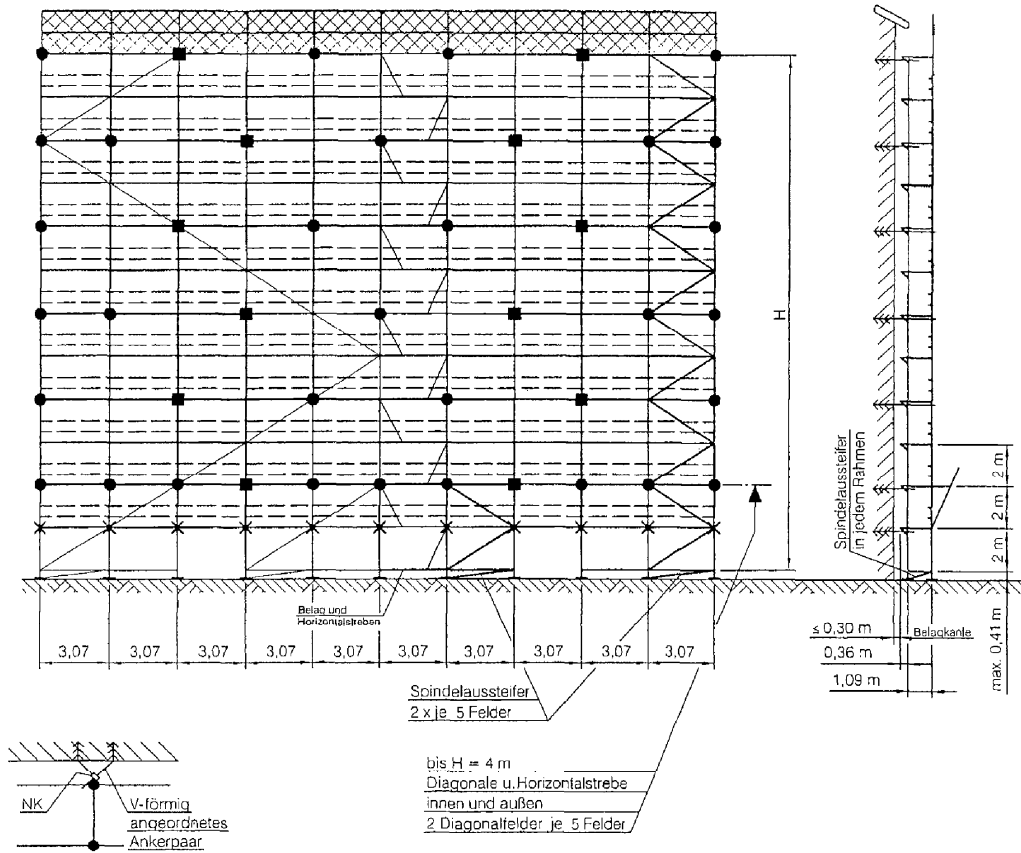 H
Spindelaussteifer
in jedem Rahmen
2 m
2 m
2 m
Belag und
Horizontalstreben
≤ 0,30 m
Belagkante
0,36 m
1,09 m
max. 0,41 m
3,07 3,07 3,07 3,07 3,07 3,07 3,07 3,07 3,07 3,07
Spindelaussteifer
2 x je 5 Felder
bis H = 4 m
Diagonale u. Horizontalstrebe
innen und außen
2 Diagonalfelder je 5 Felder
NK
V-förmig
angeordnetes
Ankerpaar